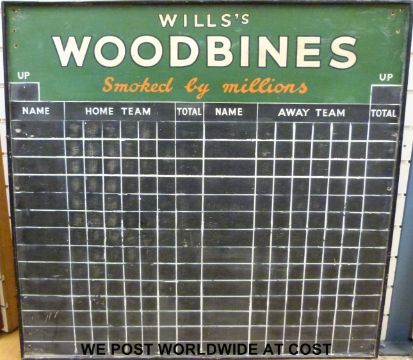 WILLS'S
WOODBINES
Smoked by millions
UP UP
NAME HOME TEAM TOTAL NAME AWAY TEAM TOTAL
WE POST WORLDWIDE AT COST